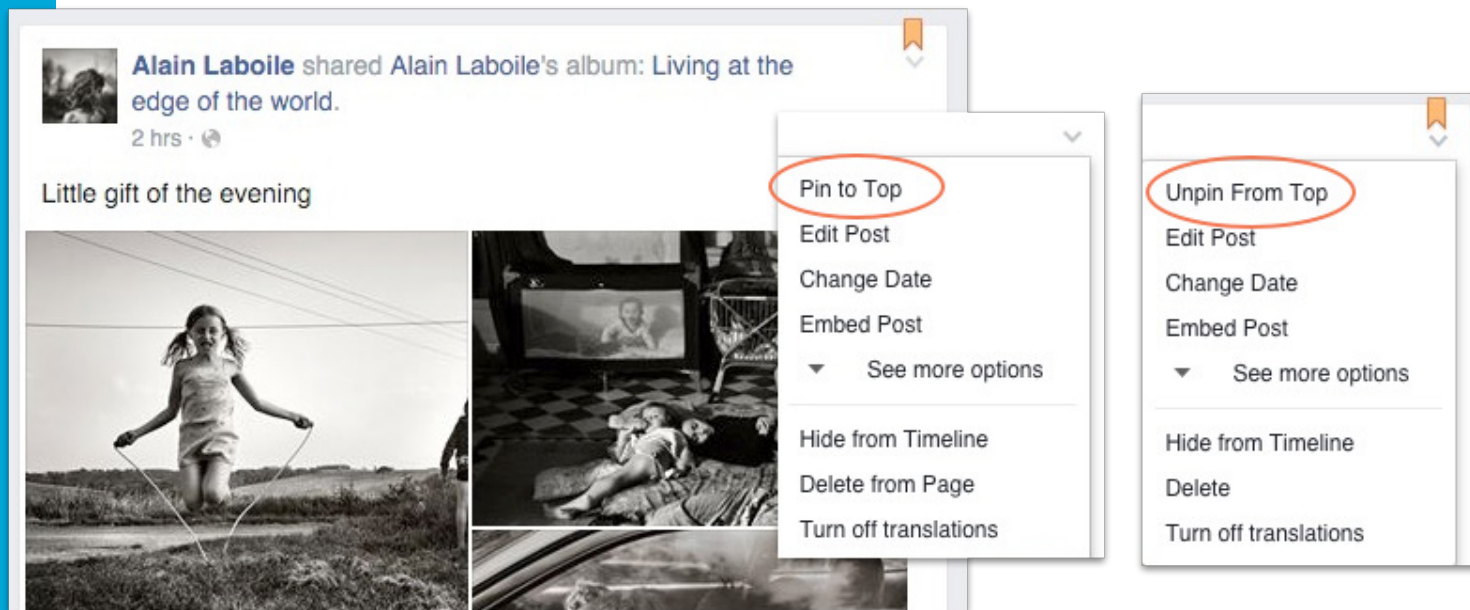 Alain Laboile shared Alain Laboile's album: Living at the
edge of the world.
2 hrs ·
Little gift of the evening
Pin to Top
Edit Post
Change Date
Embed Post
See more options
Hide from Timeline
Delete from Page
Turn off translations
Unpin From Top
Edit Post
Change Date
Embed Post
See more options
Hide from Timeline
Delete
Turn off translations